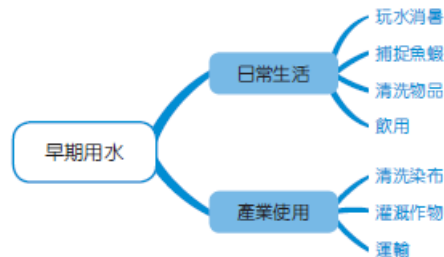 早期用水
日常生活
玩水消暑
捕捉魚蝦
清洗物品
飲用
產業使用
清洗染布
灌溉作物
運輸